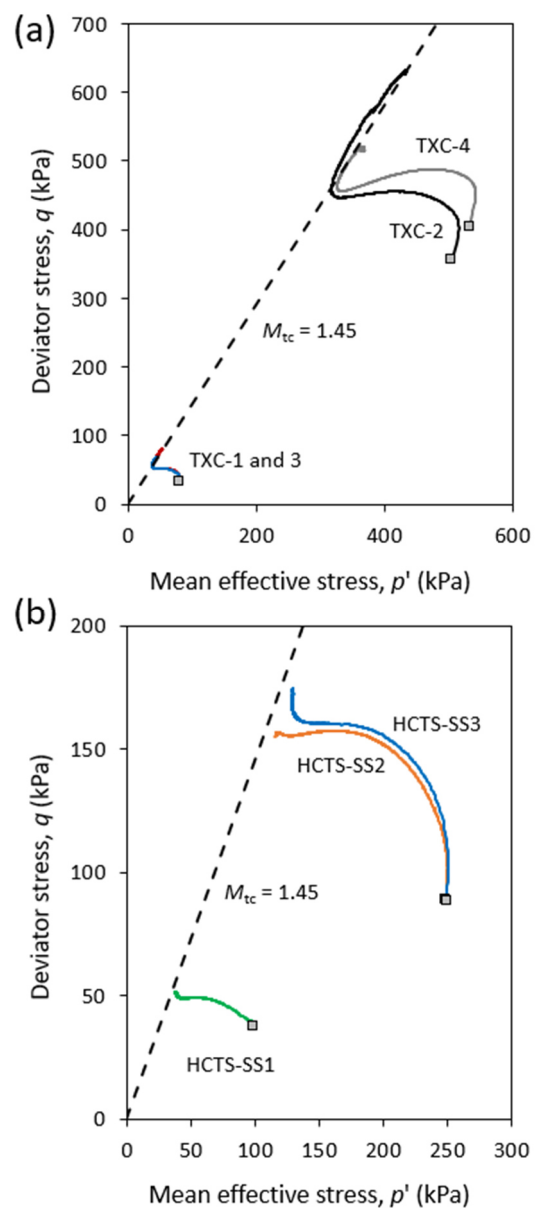 (a)
700
600
500
400
300
200
100
0
Deviator stress, q (kPa)
TXC-4
TXC-2
Mtc = 1.45
TXC-1 and 3
0 200 400 600
Mean effective stress, p' (kPa)
(b)
200
150
100
50
0
Deviator stress, q (kPa)
HCTS-SS3
HCTS-SS2
Mtc = 1.45
HCTS-SS1
0 50 100 150 200 250 300
Mean effective stress, p' (kPa)